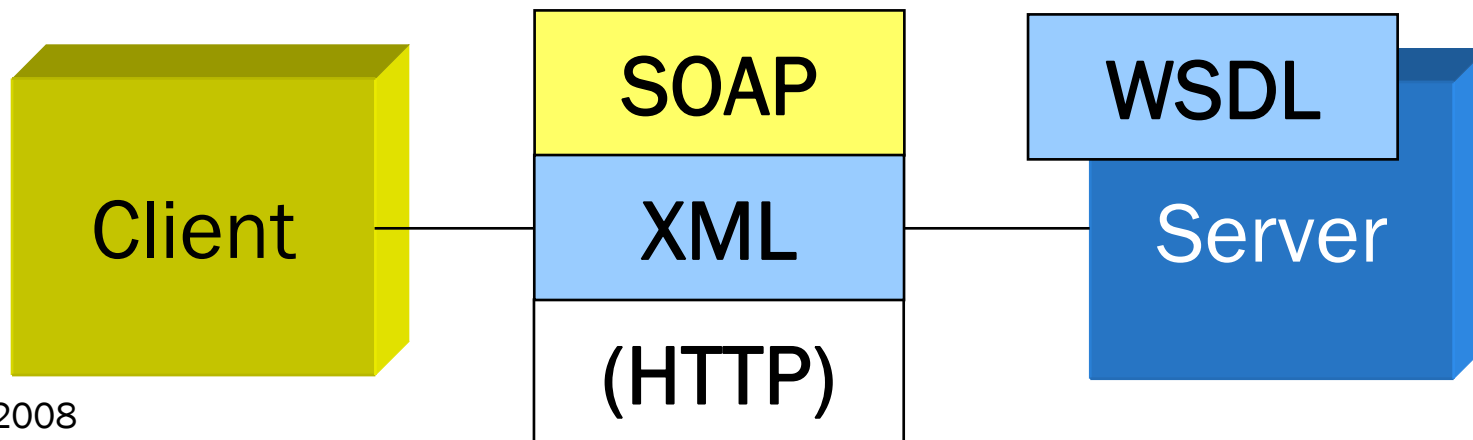 SOAP
WSDL
Client
XML
Server
(HTTP)
2008